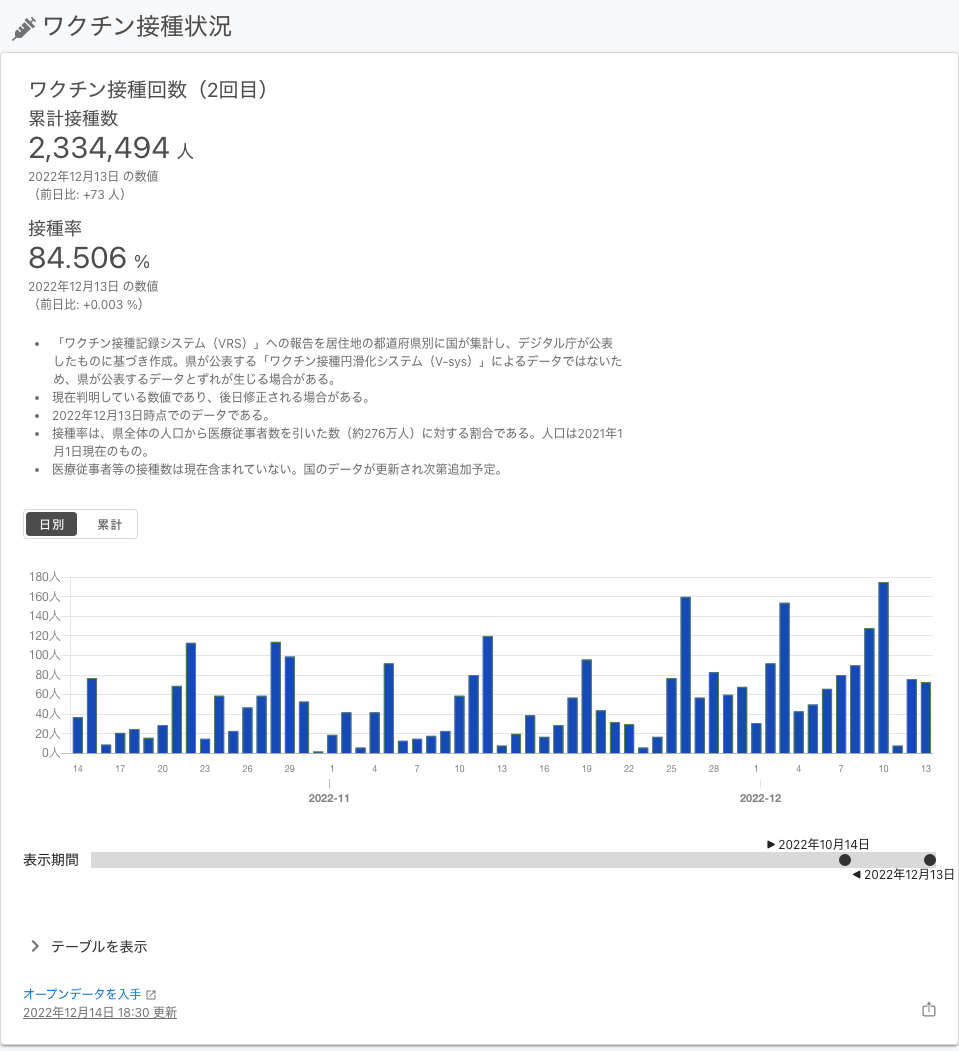 ワクチン接種状況
ワクチン接種回数（2回目）
累計接種数
2,334,494 人
2022年12月13日 の数値
（前日比: +73 人）
接種率
84.506 %
2022年12月13日 の数値
（前日比: +0.003 %）
• 「ワクチン接種記録システム（VRS）」への報告を居住地の都道府県別に国が集計し、デジタル庁が公表
したものに基づき作成。県が公表する「ワクチン接種円滑化システム（V-sys）」によるデータではないた
め、県が公表するデータとずれが生じる場合がある。
• 現在判明している数値であり、後日修正される場合がある。
• 2022年12月13日時点でのデータである。
• 接種率は、県全体の人口から医療従事者数を引いた数（約276万人）に対する割合である。人口は2021年1
月1日現在のもの。
• 医療従事者等の接種数は現在含まれていない。国のデータが更新され次第追加予定。
日別 累計
180人
160人
140人
120人
100人
80人
60人
40人
20人
0人
14 17 20 23 26 29 1 4 7 10 13 16 19 22 25 28 1 4 7 10 13
2022-11 2022-12
▶ 2022年10月14日
表示期間
◀ 2022年12月13日
テーブルを表示
オープンデータを入手
2022年12月14日 18:30 更新